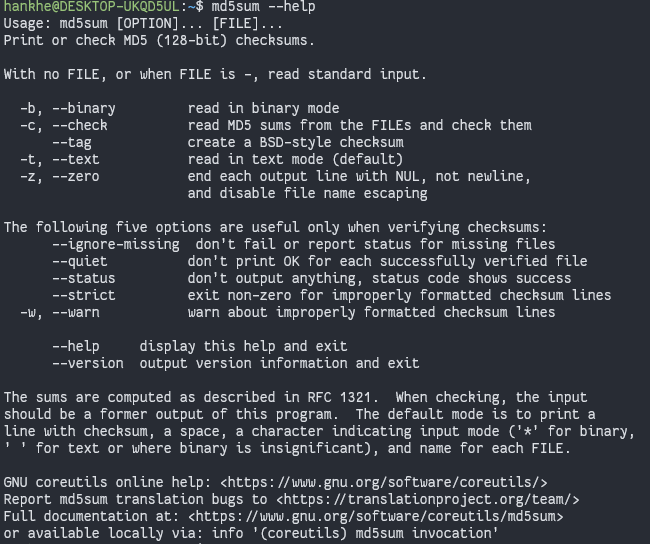 hankhe@DESKTOP-UKQD5UL:~$ md5sum --help
Usage: md5sum [OPTION]... [FILE]...
Print or check MD5 (128-bit) checksums.

With no FILE, or when FILE is -, read standard input.

  -b, --binary         read in binary mode
  -c, --check          read MD5 sums from the FILEs and check them
      --tag            create a BSD-style checksum
  -t, --text           read in text mode (default)
  -z, --zero           end each output line with NUL, not newline,
                       and disable file name escaping

The following five options are useful only when verifying checksums:
      --ignore-missing  don't fail or report status for missing files
      --quiet          don't print OK for each successfully verified file
      --status         don't output anything, status code shows success
      --strict         exit non-zero for improperly formatted checksum lines
  -w, --warn           warn about improperly formatted checksum lines

      --help     display this help and exit
      --version  output version information and exit

The sums are computed as described in RFC 1321.  When checking, the input
should be a former output of this program.  The default mode is to print a
line with checksum, a space, a character indicating input mode ('*' for binary,
' ' for text or where binary is insignificant), and name for each FILE.

GNU coreutils online help: <https://www.gnu.org/software/coreutils/>
Report md5sum translation bugs to <https://translationproject.org/team/>
Full documentation at: <https://www.gnu.org/software/coreutils/md5sum>
or available locally via: info '(coreutils) md5sum invocation'